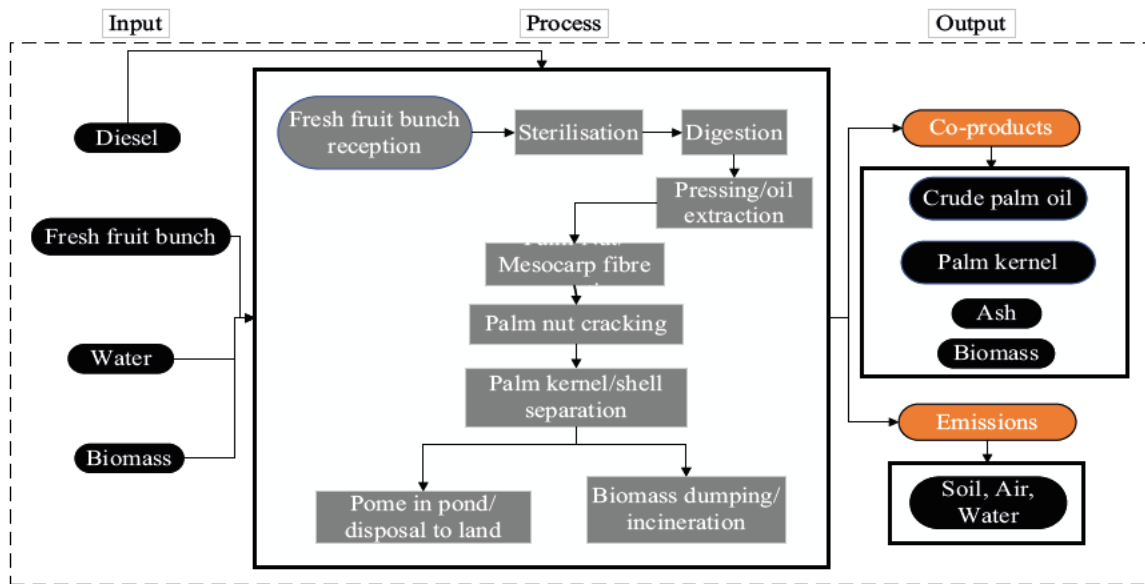 Input
Process
Output
Diesel
Fresh fruit bunch
Water
Biomass
Fresh fruit bunch
reception
Sterilisation
Digestion
Pressing/oil
extraction
Mesocarp fibre
Palm nut cracking
Palm kernel/shell
separation
Pome in pond/
disposal to land
Biomass dumping/
incineration
Co-products
Crude palm oil
Palm kernel
Ash
Biomass
Emissions
Soil, Air,
Water